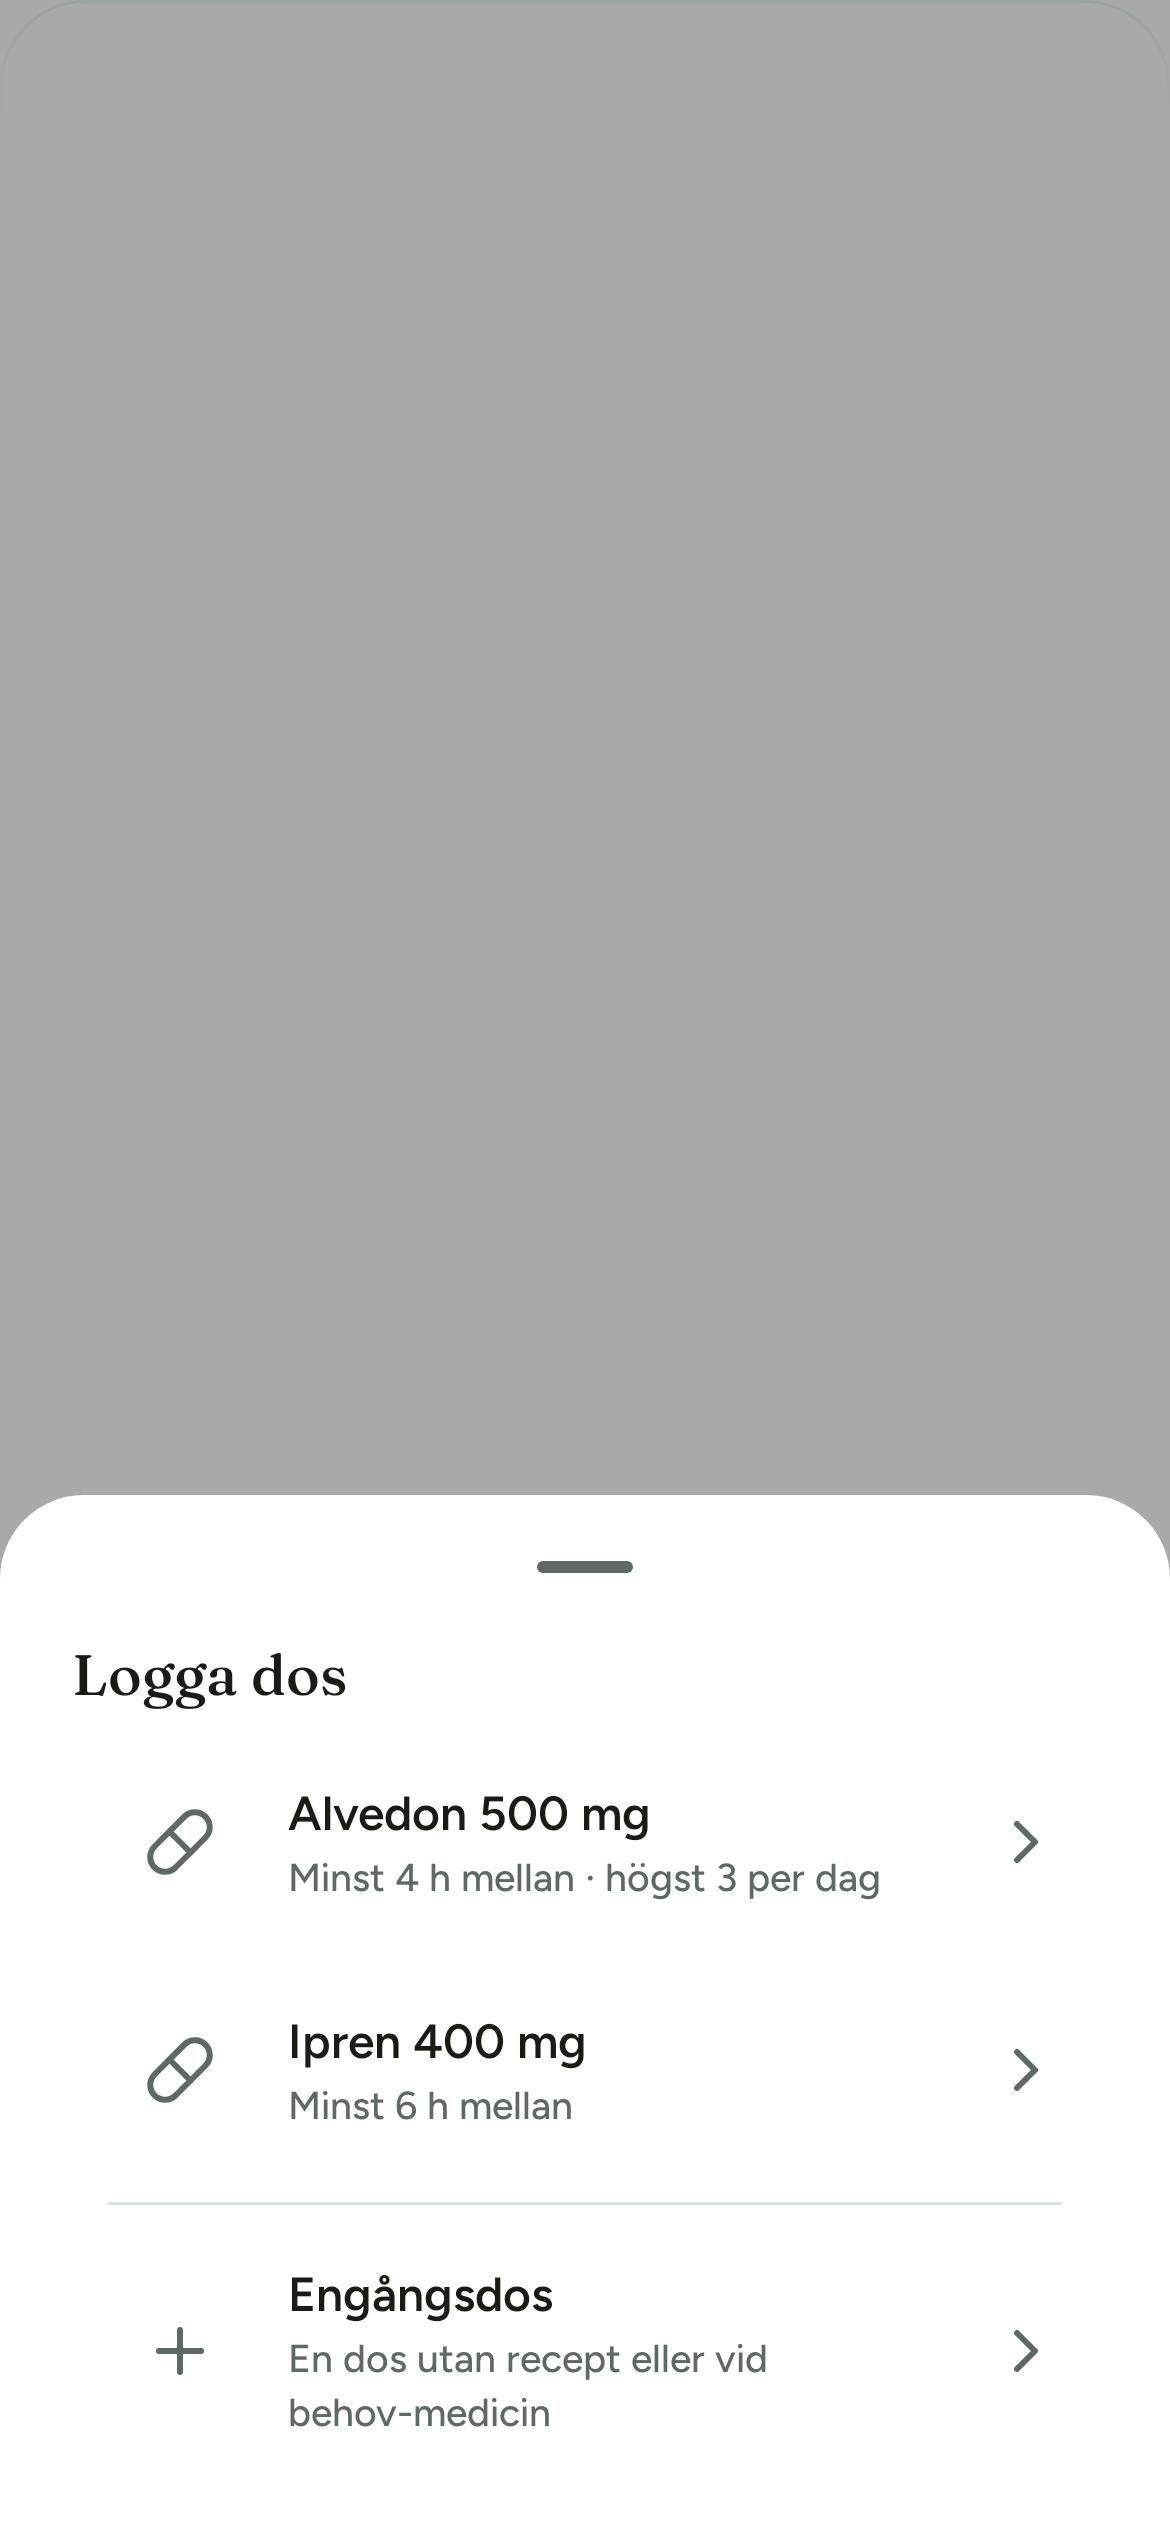 Logga dos
Alvedon 500 mg
Minst 4 h mellan · högst 3 per dag
Ipren 400 mg
Minst 6 h mellan
Engångsdos
En dos utan recept eller vid
behov-medicin